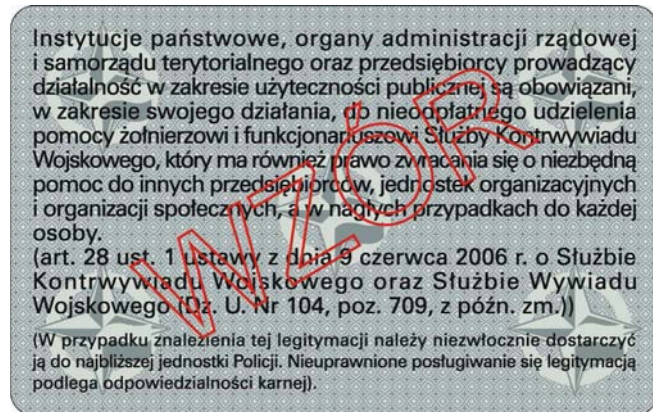 Instytucje państwowe, organy administracji rządowej
i samorządu terytorialnego oraz przedsiębiorcy prowadzący
działalność w zakresie użyteczności publicznej są obowiązani,
w zakresie swojego działania, do nieodpłatnego udzielenia
pomocy żołnierzowi i funkcjonariuszowi Służby Kontrwywiadu
Wojskowego, który ma również prawo zwracania się o niezbędną
pomoc do innych przedsiębiorców, jednostek organizacyjnych
i organizacji społecznych, a w nagłych przypadkach do każdej
osoby.
(art. 28 ust. 1 ustawy z dnia 9 czerwca 2006 r. o Służbie
Kontrwywiadu Wojskowego oraz Służbie Wywiadu
Wojskowego (Dz. U. Nr 104, poz. 709, z późn. zm.))
(W przypadku znalezienia tej legitymacji należy niezwłocznie dostarczyć
ją do najbliższej jednostki Policji. Nieuprawnione posługiwanie się legitymacją
podlega odpowiedzialności karnej).
WZÓR